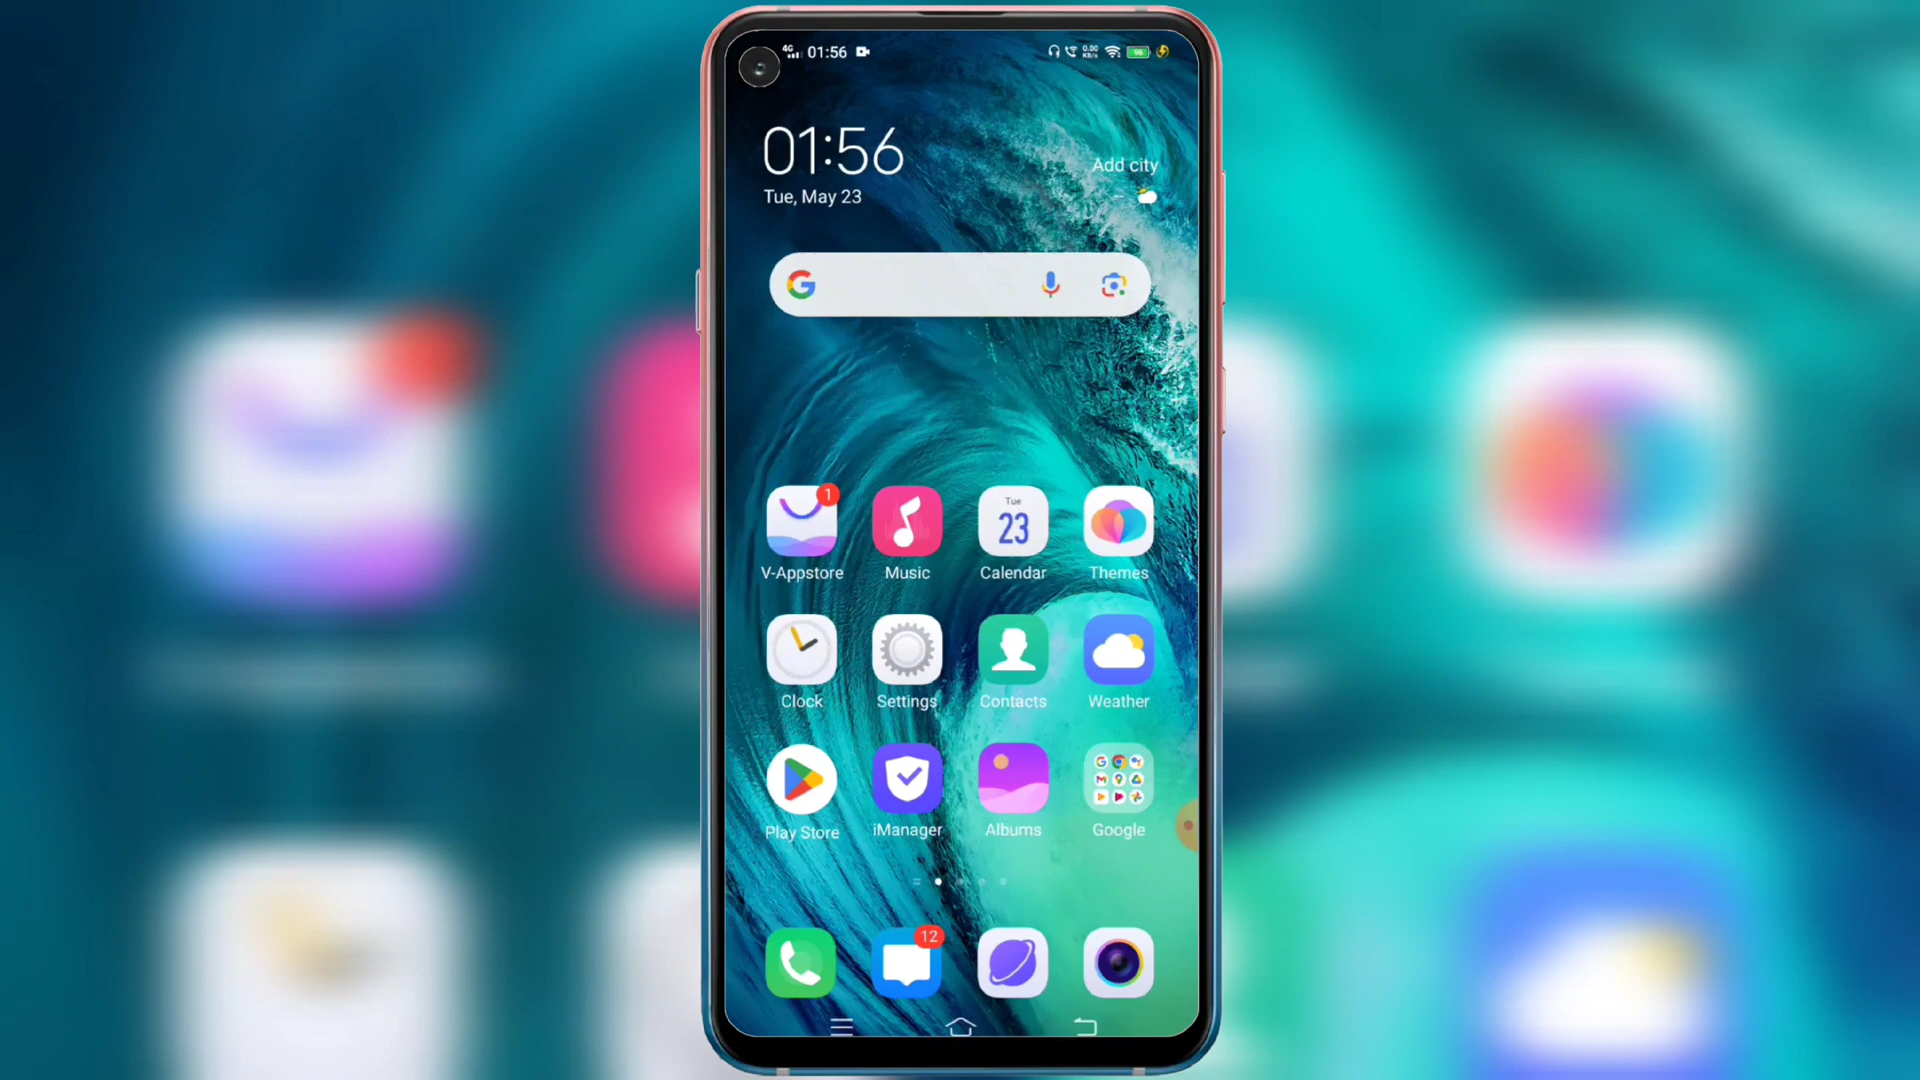 4G 01:56 0.00 KB/s 96
01:56
Add city
Tue, May 23
G
1
Tue
23
V-Appstore Music Calendar Themes
Clock Settings Contacts Weather
Play Store iManager Albums Google
12